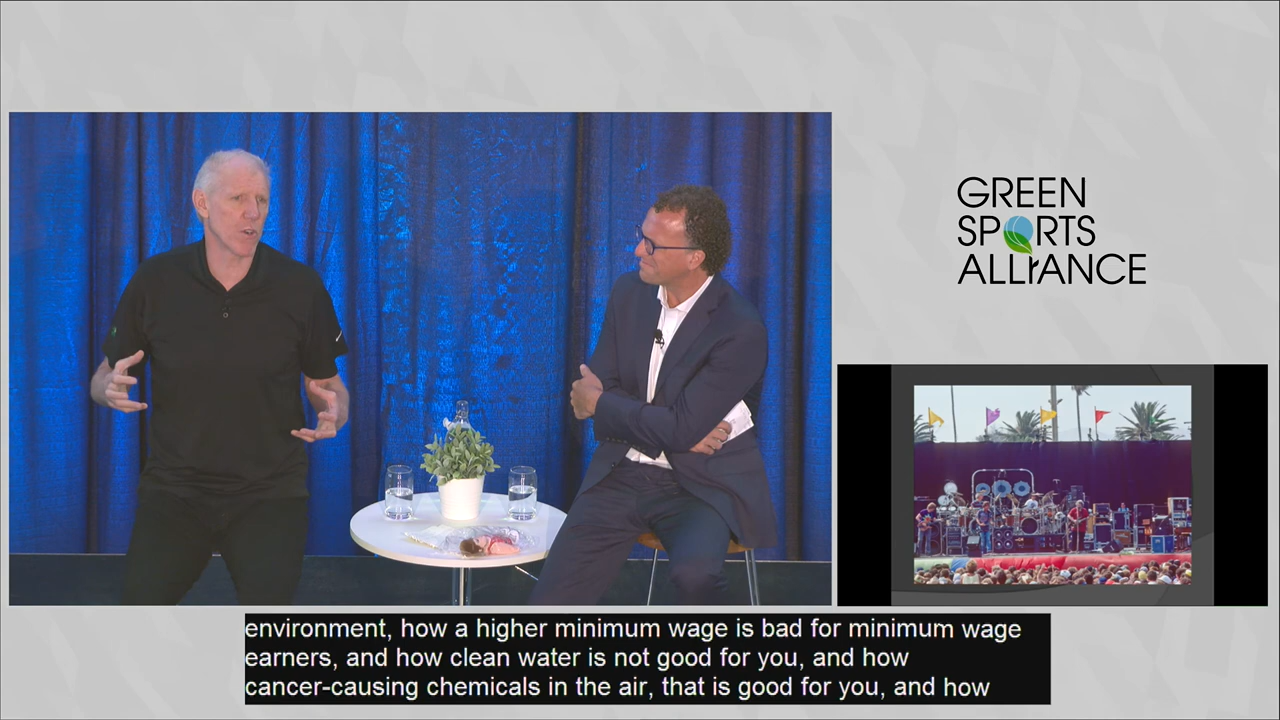 GREEN
SPORTS
ALLIANCE
environment, how a higher minimum wage is bad for minimum wage
earners, and how clean water is not good for you, and how
cancer-causing chemicals in the air, that is good for you, and how